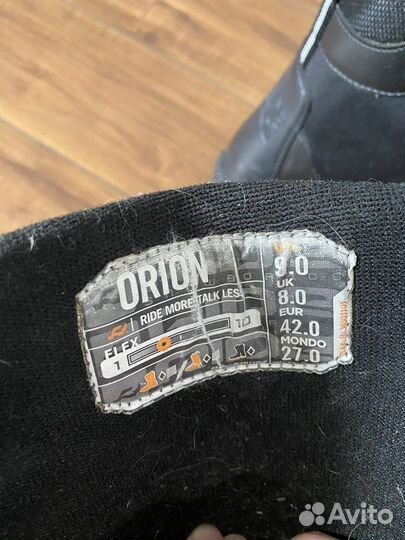 ORION
RIDE MORE TALK LES
FLEX
1
10
9.0
UK
8.0
EUR
42.0
MONDO
27.0
Avito